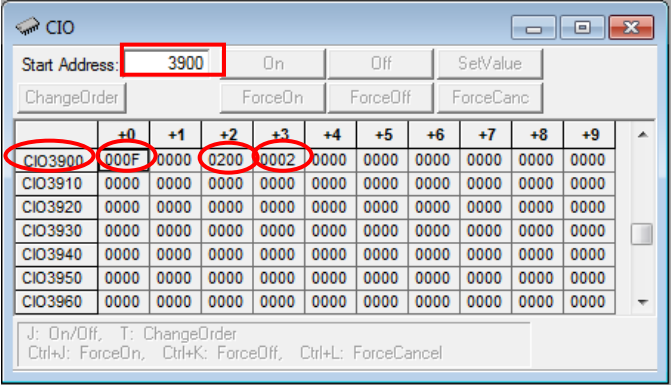 CIO
Start Address: 3900 On Off SetValue
ChangeOrder ForceOn ForceOff ForceCanc
+0 +1 +2 +3 +4 +5 +6 +7 +8 +9
CIO3900 000F 0000 0200 0002 0000 0000 0000 0000 0000 0000
CIO3910 0000 0000 0000 0000 0000 0000 0000 0000 0000 0000
CIO3920 0000 0000 0000 0000 0000 0000 0000 0000 0000 0000
CIO3930 0000 0000 0000 0000 0000 0000 0000 0000 0000 0000
CIO3940 0000 0000 0000 0000 0000 0000 0000 0000 0000 0000
CIO3950 0000 0000 0000 0000 0000 0000 0000 0000 0000 0000
CIO3960 0000 0000 0000 0000 0000 0000 0000 0000 0000 0000
J: On/Off, T: ChangeOrder
Ctrl+J: ForceOn, Ctrl+K: ForceOff, Ctrl+L: ForceCancel